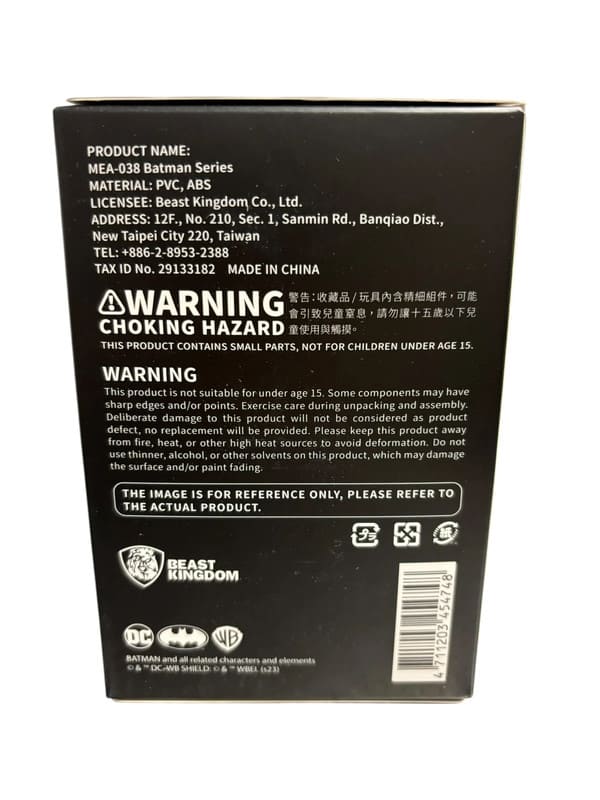 PRODUCT NAME:
MEA-038 Batman Series
MATERIAL: PVC, ABS
LICENSEE: Beast Kingdom Co., Ltd.
ADDRESS: 12F., No. 210, Sec. 1, Sanmin Rd., Banqiao Dist.,
New Taipei City 220, Taiwan
TEL: +886-2-8953-2388
TAX ID No. 29133182 MADE IN CHINA
WARNING
CHOKING HAZARD
警告:收藏品/玩具內含精細組件,可能
會引致兒童窒息,請勿讓十五歲以下兒
童使用與觸摸。
THIS PRODUCT CONTAINS SMALL PARTS, NOT FOR CHILDREN UNDER AGE 15.
WARNING
This product is not suitable for under age 15. Some components may have
sharp edges and/or points. Exercise care during unpacking and assembly.
Deliberate damage to this product will not be considered as product
defect, no replacement will be provided. Please keep this product away
from fire, heat, or other high heat sources to avoid deformation. Do not
use thinner, alcohol, or other solvents on this product, which may damage
the surface and/or paint fading.
THE IMAGE IS FOR REFERENCE ONLY, PLEASE REFER TO
THE ACTUAL PRODUCT.
プラ
紙
BEAST
KINGDOM
DC
WB
BATMAN and all related characters and elements
© & ™ DC. WB SHIELD: © & ™ WBEI. (s23)
4 711203 454748